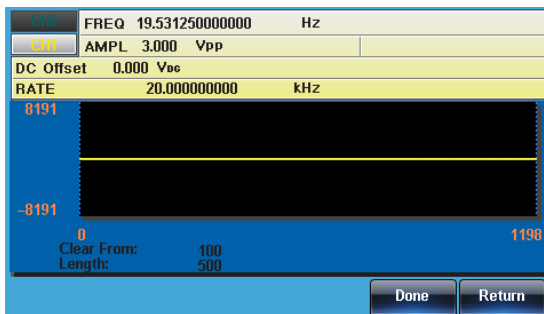 CH2 FREQ 19.531250000000 Hz
CH1 AMPL 3.000 Vpp
DC Offset 0.000 VDC
RATE 20.000000000 kHz
8191
-8191
0 1198
Clear From: 100
Length: 500
Done Return